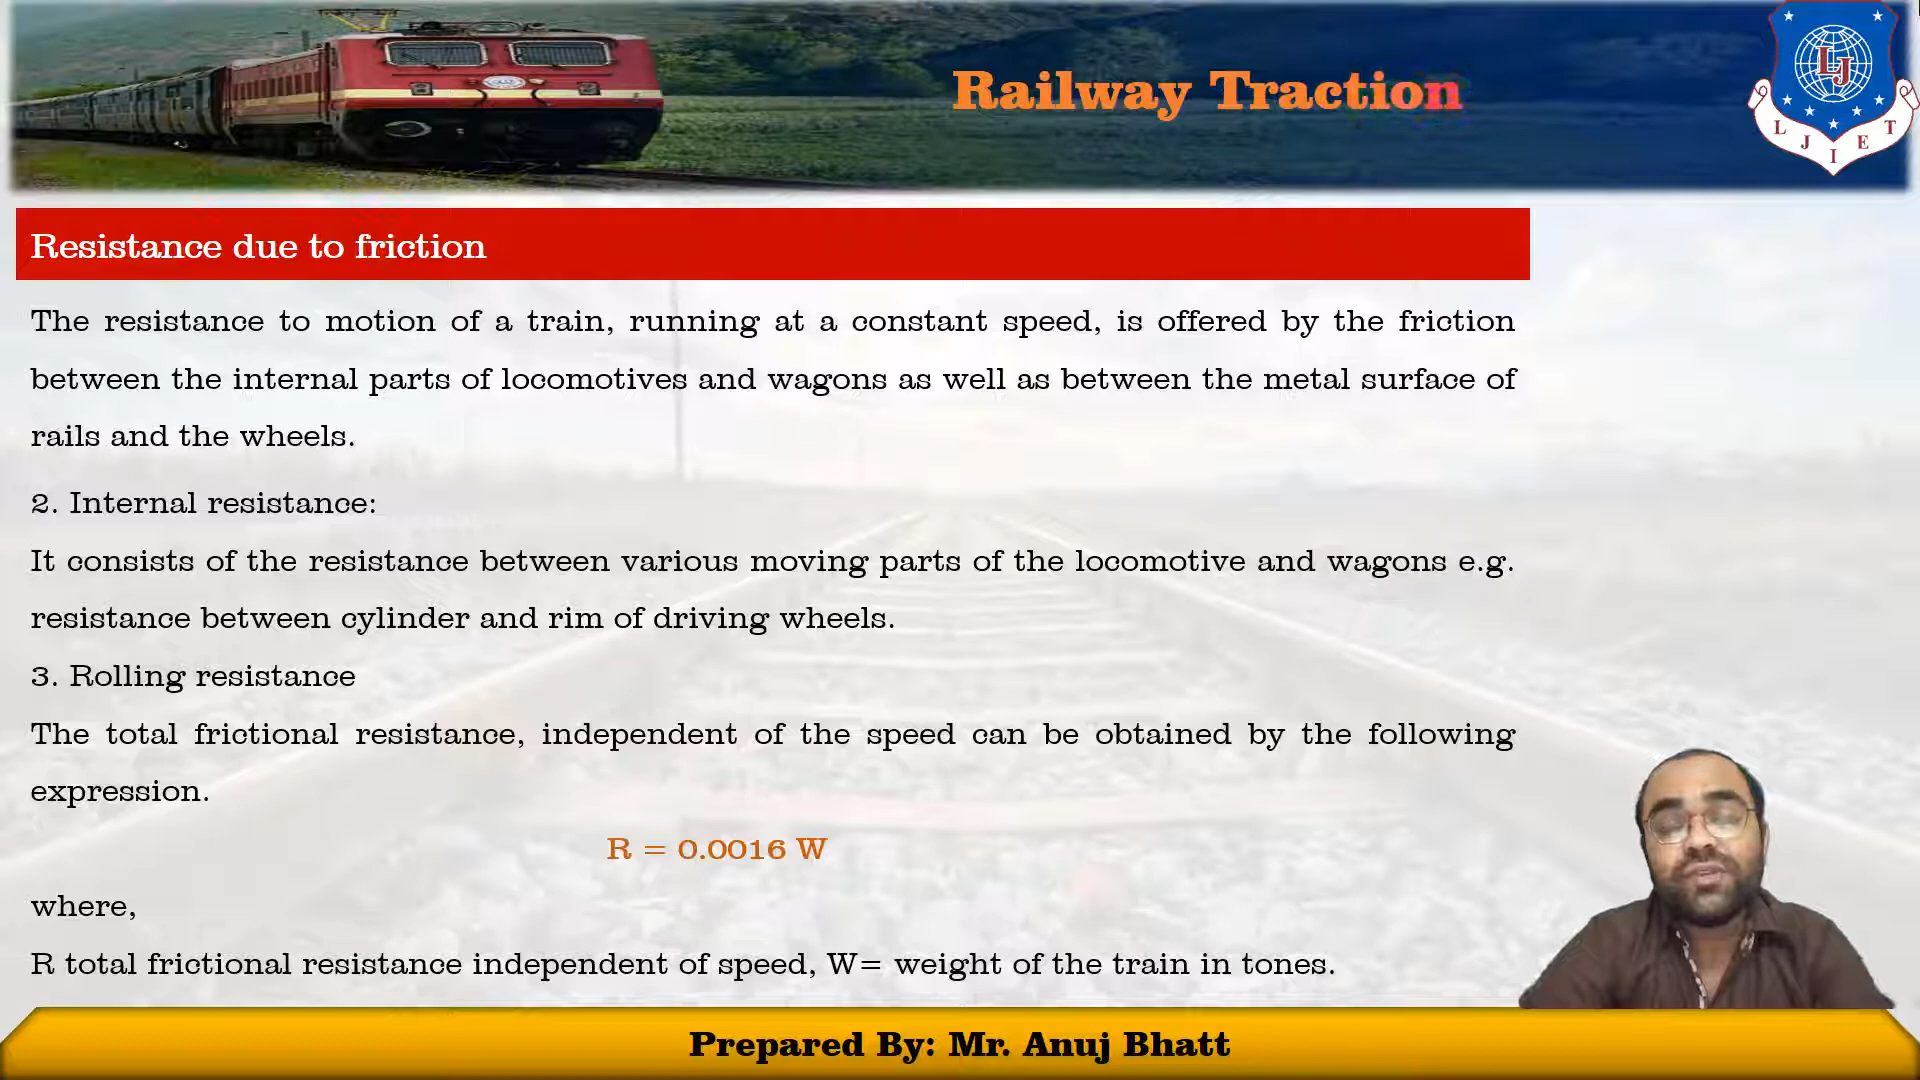 Railway Traction
LJ
L J I E T
Resistance due to friction
The resistance to motion of a train, running at a constant speed, is offered by the friction
between the internal parts of locomotives and wagons as well as between the metal surface of
rails and the wheels.
2. Internal resistance:
It consists of the resistance between various moving parts of the locomotive and wagons e.g.
resistance between cylinder and rim of driving wheels.
3. Rolling resistance
The total frictional resistance, independent of the speed can be obtained by the following
expression.
R = 0.0016 W
where,
R total frictional resistance independent of speed, W= weight of the train in tones.
Prepared By: Mr. Anuj Bhatt